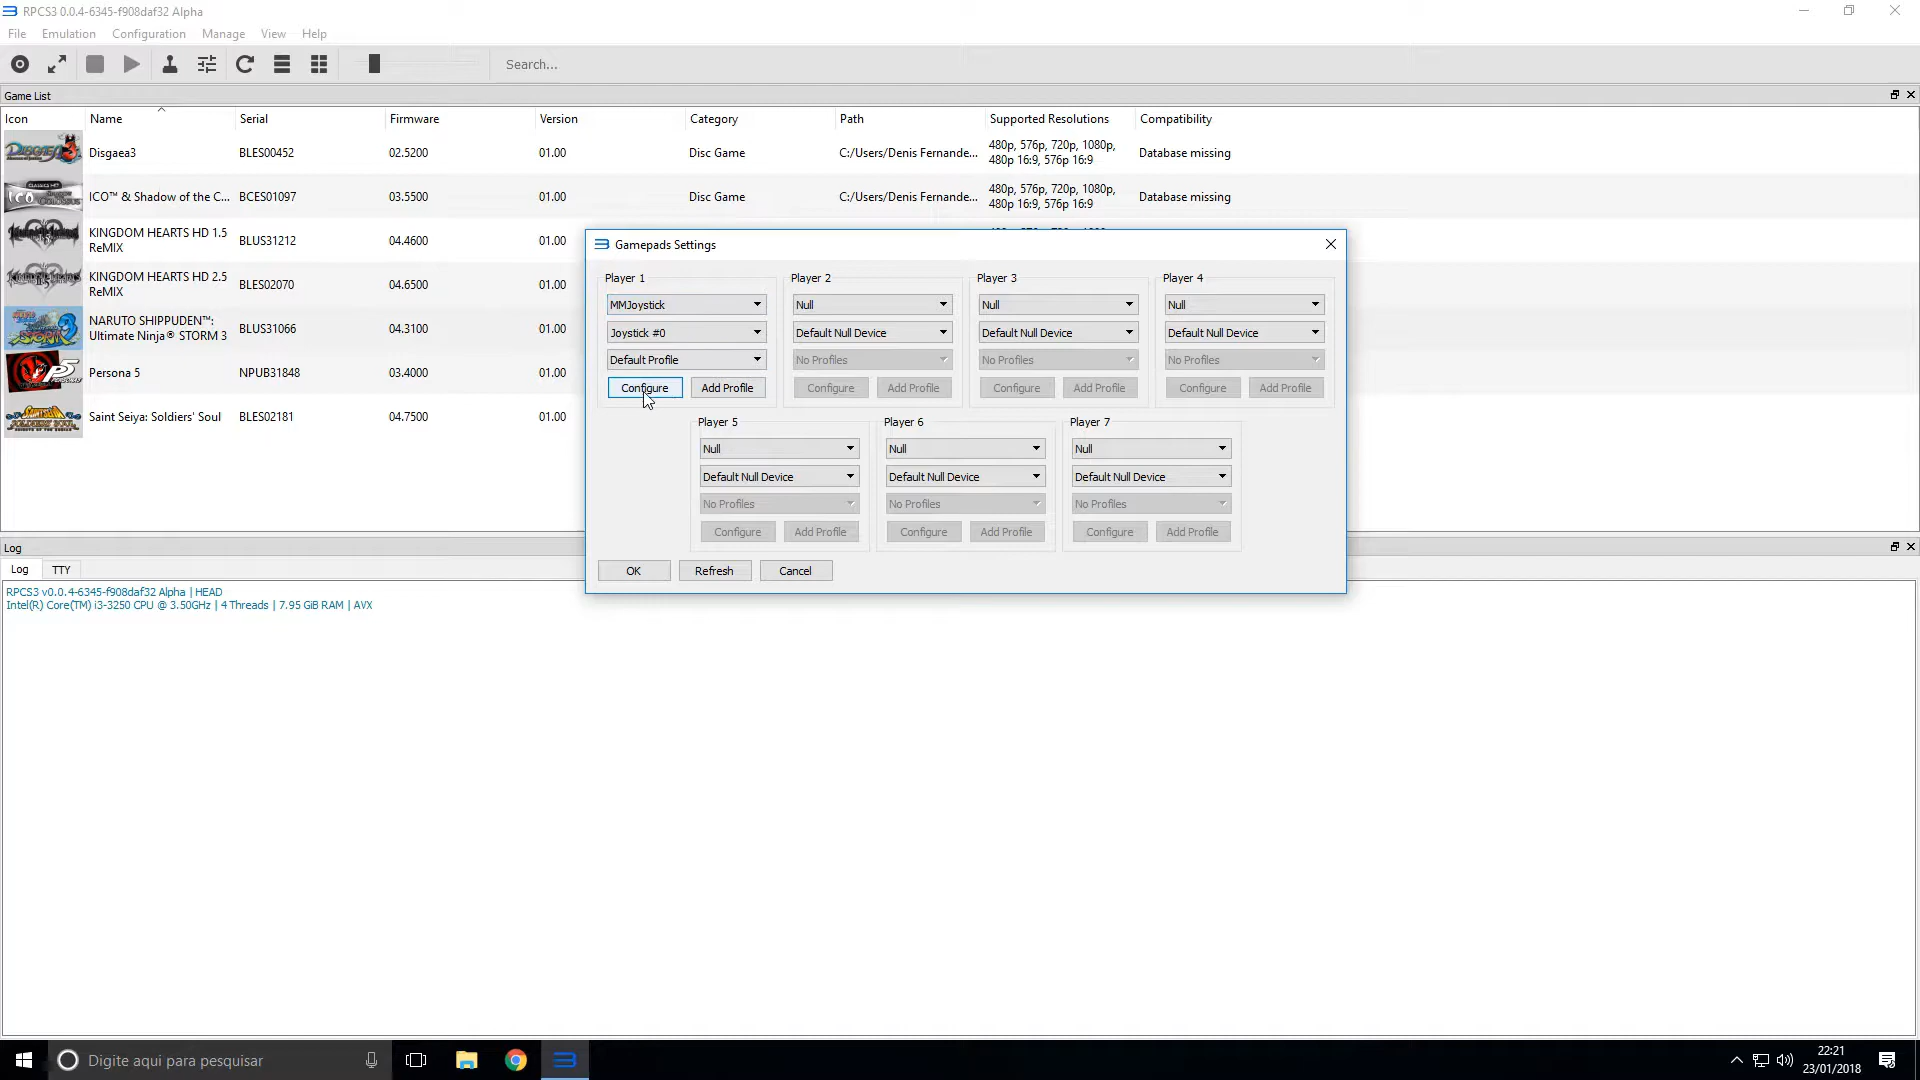 RPCS3 0.0.4-6345-f908daf32 Alpha
File Emulation Configuration Manage View Help
Search...
Game List
Icon Name Serial Firmware Version Category Path Supported Resolutions Compatibility
Disgaea3 BLES00452 02.5200 01.00 Disc Game C:/Users/Denis Fernande... 480p, 576p, 720p, 1080p,
480p 16:9, 576p 16:9 Database missing
ICO™ & Shadow of the C... BCES01097 03.5500 01.00 Disc Game C:/Users/Denis Fernande... 480p, 576p, 720p, 1080p,
480p 16:9, 576p 16:9 Database missing
KINGDOM HEARTS HD 1.5
ReMIX BLUS31212 04.4600 01.00
KINGDOM HEARTS HD 2.5
ReMIX BLES02070 04.6500 01.00
NARUTO SHIPPUDEN™:
Ultimate Ninja® STORM 3 BLUS31066 04.3100 01.00
Persona 5 NPUB31848 03.4000 01.00
Saint Seiya: Soldiers' Soul BLES02181 04.7500 01.00
Gamepads Settings
Player 1 Player 2 Player 3 Player 4
MMJoystick Null Null Null
Joystick #0 Default Null Device Default Null Device Default Null Device
Default Profile No Profiles No Profiles No Profiles
Configure Add Profile Configure Add Profile Configure Add Profile Configure Add Profile
Player 5 Player 6 Player 7
Null Null Null
Default Null Device Default Null Device Default Null Device
No Profiles No Profiles No Profiles
Configure Add Profile Configure Add Profile Configure Add Profile
OK Refresh Cancel
Log
Log TTY
RPCS3 v0.0.4-6345-f908daf32 Alpha | HEAD
Intel(R) Core(TM) i3-3250 CPU @ 3.50GHz | 4 Threads | 7.95 GiB RAM | AVX
Digite aqui para pesquisar
22:21
23/01/2018